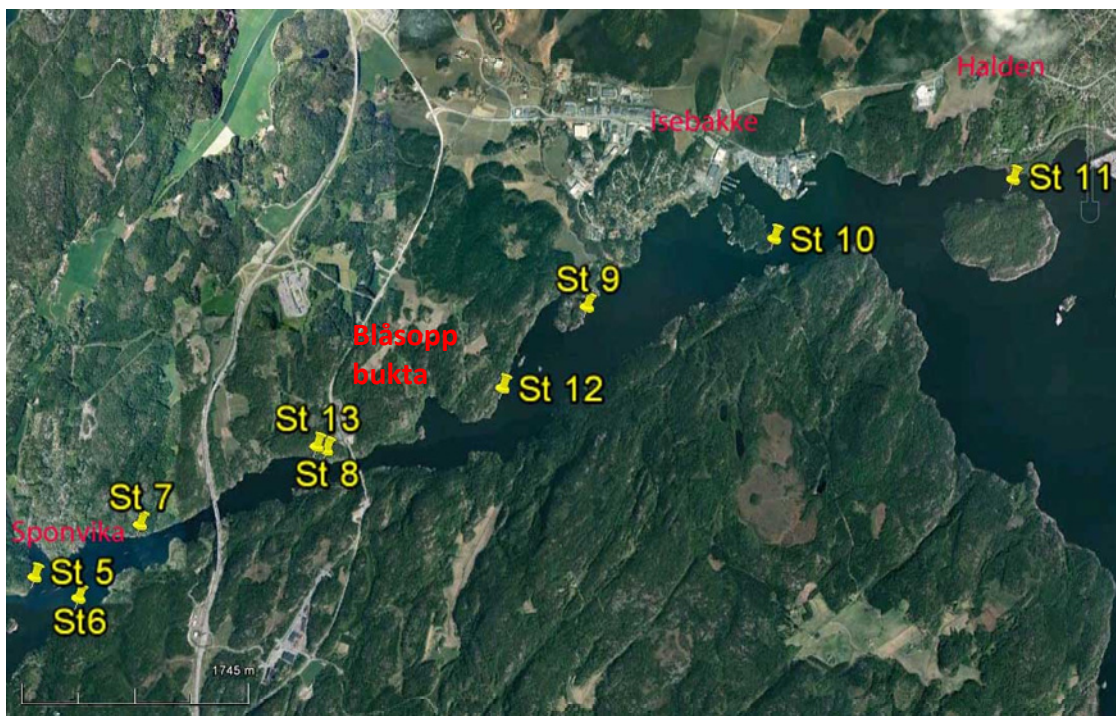 Halden
Isebakke
St 11
St 10
St 9
Blåsopp
bukta
St 12
St 13
St 8
St 7
Sponvika
St 5
St6
1745 m